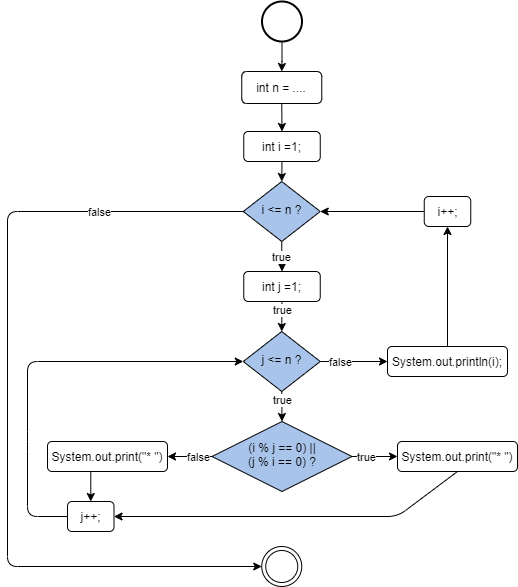 int n = ....
int i =1;
i <= n ?
false
i++;
true
int j =1;
true
j <= n ?
false
System.out.println(i);
true
(i % j == 0) ||
(j % i == 0) ?
false
System.out.print("* ")
true
System.out.print("* ")
j++;